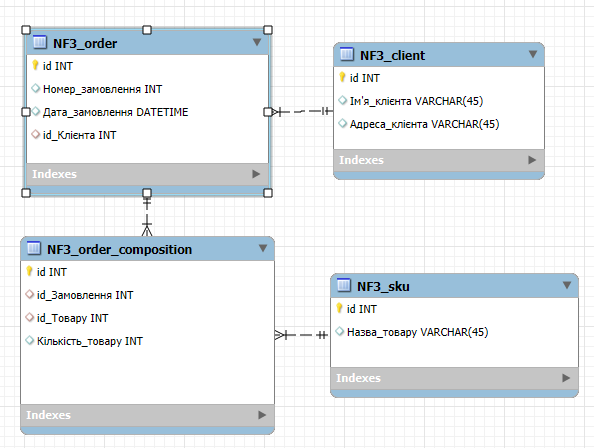 NF3_order
id INT
Номер_замовлення INT
Дата_замовлення DATETIME
id_Клієнта INT
Indexes
NF3_client
id INT
Ім'я_клієнта VARCHAR(45)
Адреса_клієнта VARCHAR(45)
Indexes
NF3_order_composition
id INT
id_Замовлення INT
id_Товару INT
Кількість_товару INT
Indexes
NF3_sku
id INT
Назва_товару VARCHAR(45)
Indexes